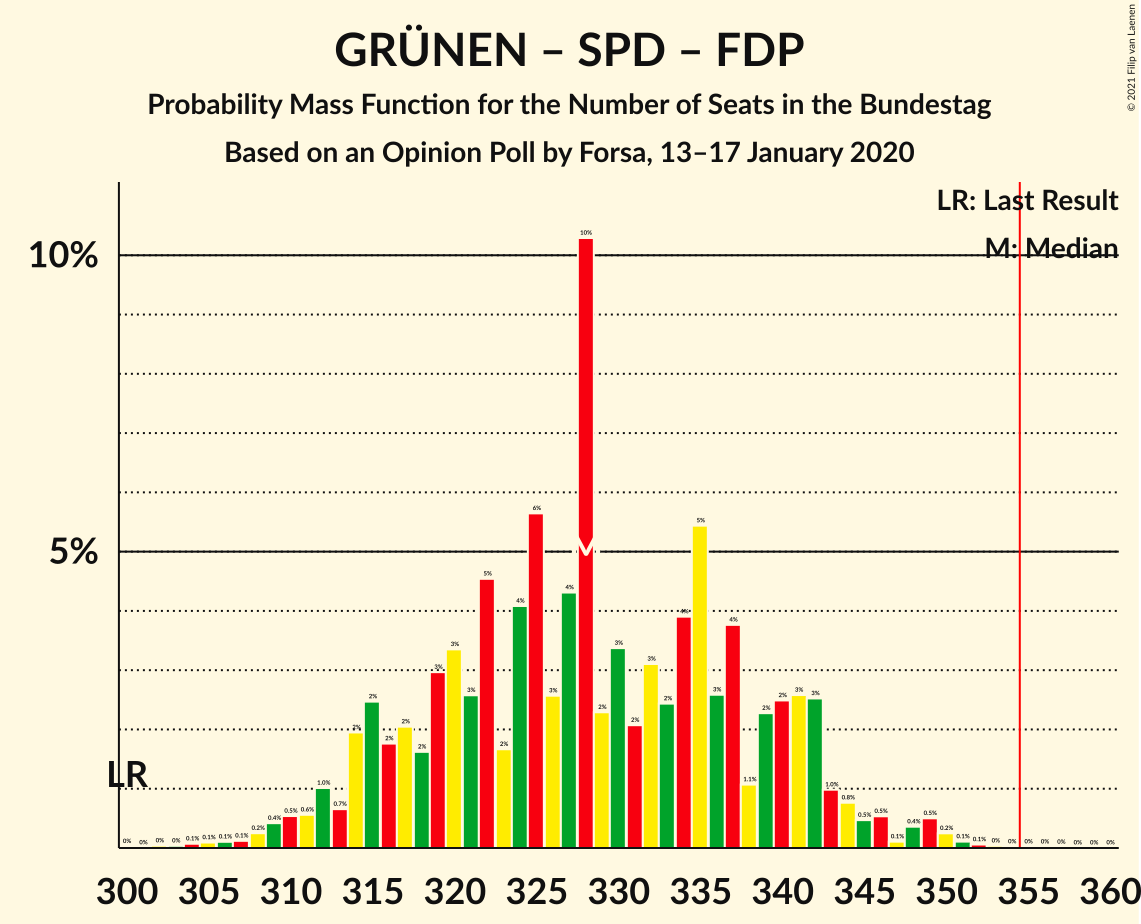 GRÜNEN – SPD – FDP
Probability Mass Function for the Number of Seats in the Bundestag
Based on an Opinion Poll by Forsa, 13–17 January 2020
© 2021 Filip van Laenen
LR: Last Result
M: Median
10%
5%
LR
0% 0% 0% 0% 0.1% 0.1% 0.1% 0.1% 0.2% 0.4% 0.5% 0.6% 1.0% 0.7% 2% 2% 2% 2% 2% 3% 3% 3% 5% 2% 4% 6% 3% 4% 10% 2% 3% 2% 3% 2% 4% 5% 3% 4% 1.1% 2% 2% 3% 3% 1.0% 0.8% 0.5% 0.5% 0.1% 0.4% 0.5% 0.2% 0.1% 0.1% 0% 0% 0% 0% 0% 0% 0% 0%
300 305 310 315 320 325 330 335 340 345 350 355 360